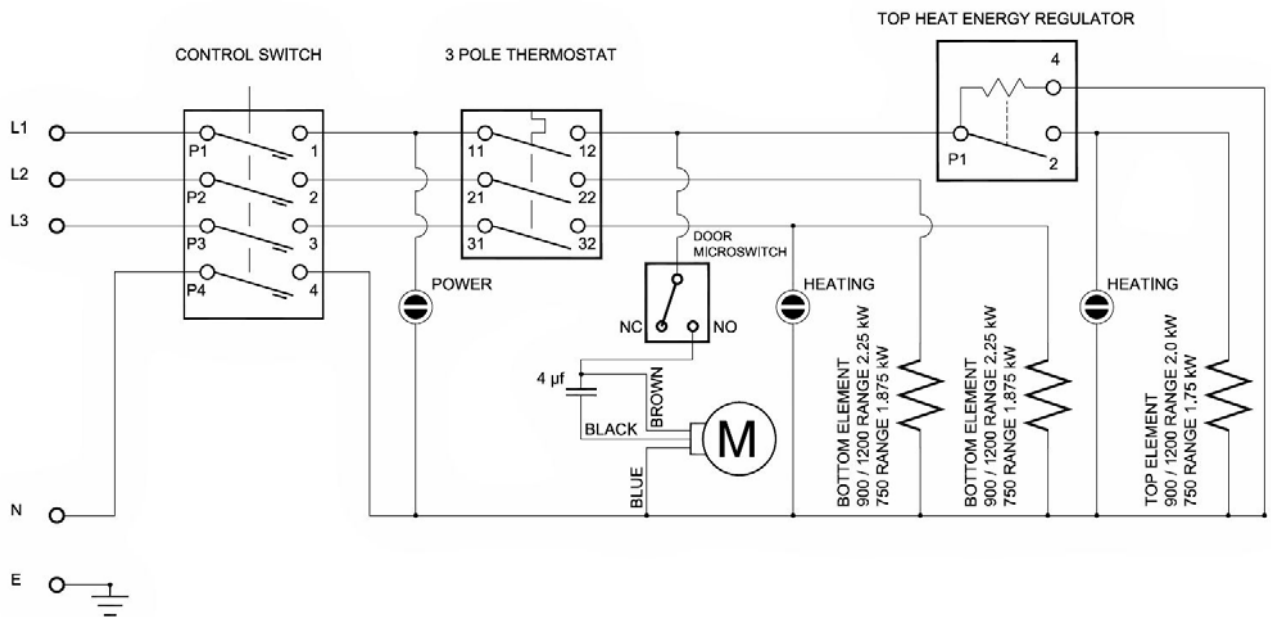 TOP HEAT ENERGY REGULATOR
CONTROL SWITCH
3 POLE THERMOSTAT
4
L1
P1
1
11
12
P1
2
L2
P2
2
21
22
L3
P3
3
31
32
DOOR
MICROSWITCH
P4
4
POWER
HEATING
HEATING
NC
NO
4 µf
BROWN
BLACK
M
BLUE
BOTTOM ELEMENT
900 / 1200 RANGE 2.25 kW
750 RANGE 1.875 kW
BOTTOM ELEMENT
900 / 1200 RANGE 2.25 kW
750 RANGE 1.875 kW
TOP ELEMENT
900 / 1200 RANGE 2.0 kW
750 RANGE 1.75 kW
N
E